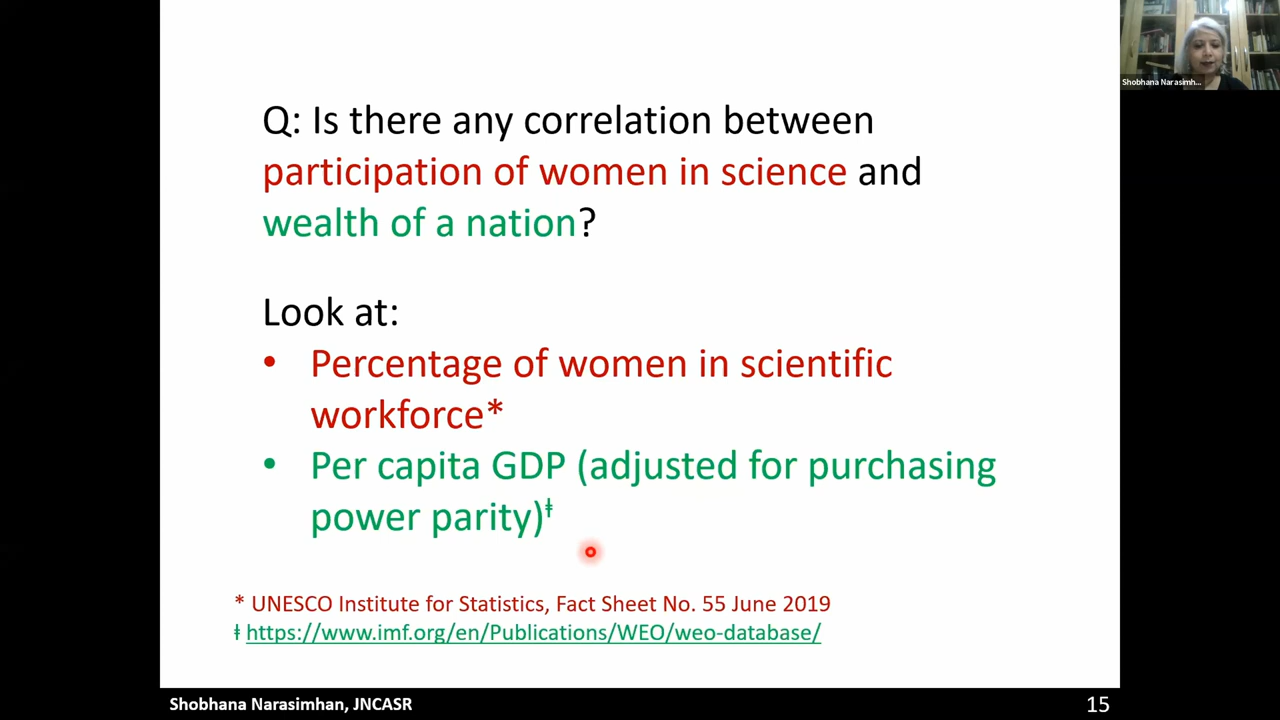 Q: Is there any correlation between
participation of women in science and
wealth of a nation?
Look at:
• Percentage of women in scientific
workforce*
• Per capita GDP (adjusted for purchasing
power parity)ǂ
* UNESCO Institute for Statistics, Fact Sheet No. 55 June 2019
ǂ https://www.imf.org/en/Publications/WEO/weo-database/
Shobhana Narasimhan, JNCASR
15
Shobhana Narasimh...